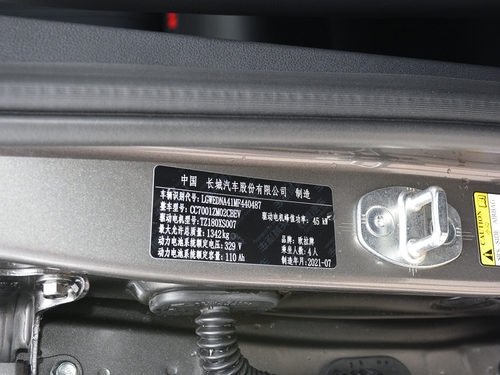 中国 长城汽车股份有限公司 制造
车辆识别代号: LGWEDNA41MF440487
整车型号: CC7001ZM02CBEV 驱动电机峰值功率: 45 kW
驱动电机型号: TZ180XS007
最大允许总质量: 1342kg
动力电池系统额定电压: 329 V 品牌: 欧拉牌
动力电池系统额定容量: 110 Ah 乘坐人数: 4人
制造年月: 2021-07
CAUTION